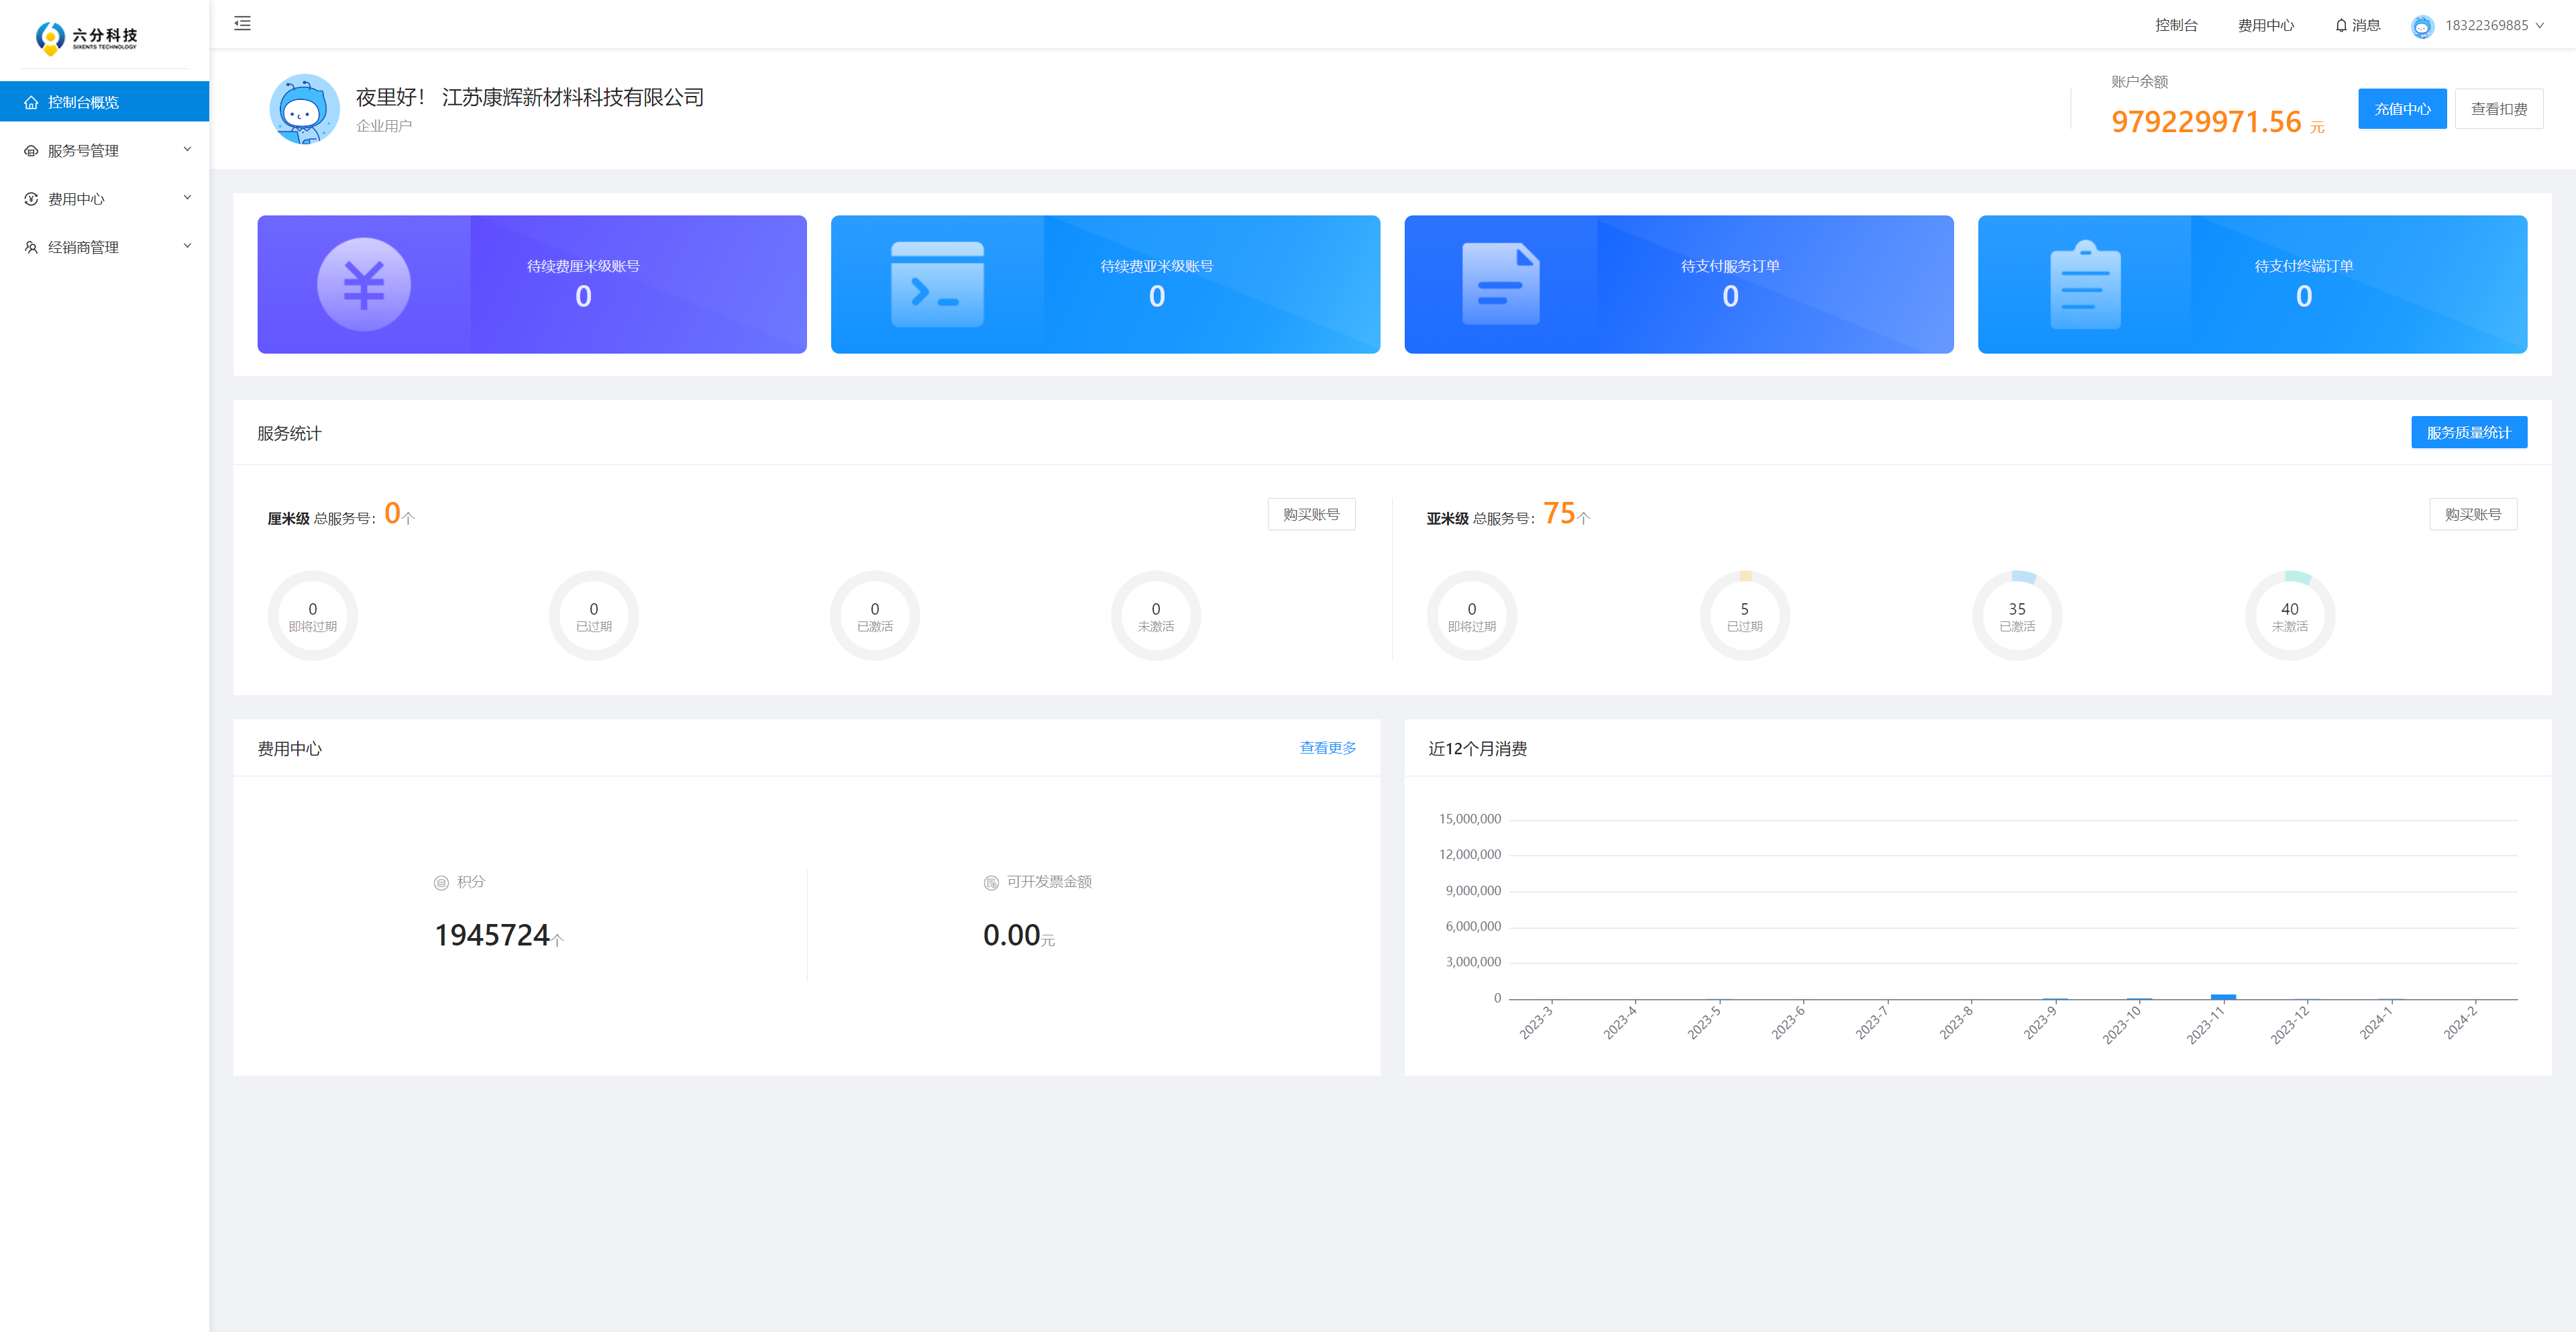 六分科技
SIXENTS TECHNOLOGY
控制台
费用中心
消息
18322369885
控制台概览
服务号管理
费用中心
经销商管理
夜里好! 江苏康辉新材料科技有限公司
企业用户
账户余额
979229971.56 元
充值中心
查看扣费
待续费厘米级账号
0
待续费亚米级账号
0
待支付服务订单
0
待支付终端订单
0
服务统计
服务质量统计
厘米级 总服务号: 0个
购买账号
0
即将过期
0
已过期
0
已激活
0
未激活
亚米级 总服务号: 75个
购买账号
0
即将过期
5
已过期
35
已激活
40
未激活
费用中心
查看更多
积分
1945724个
可开发票金额
0.00元
近12个月消费
15,000,000
12,000,000
9,000,000
6,000,000
3,000,000
0
2023-3
2023-4
2023-5
2023-6
2023-7
2023-8
2023-9
2023-10
2023-11
2023-12
2024-1
2024-2